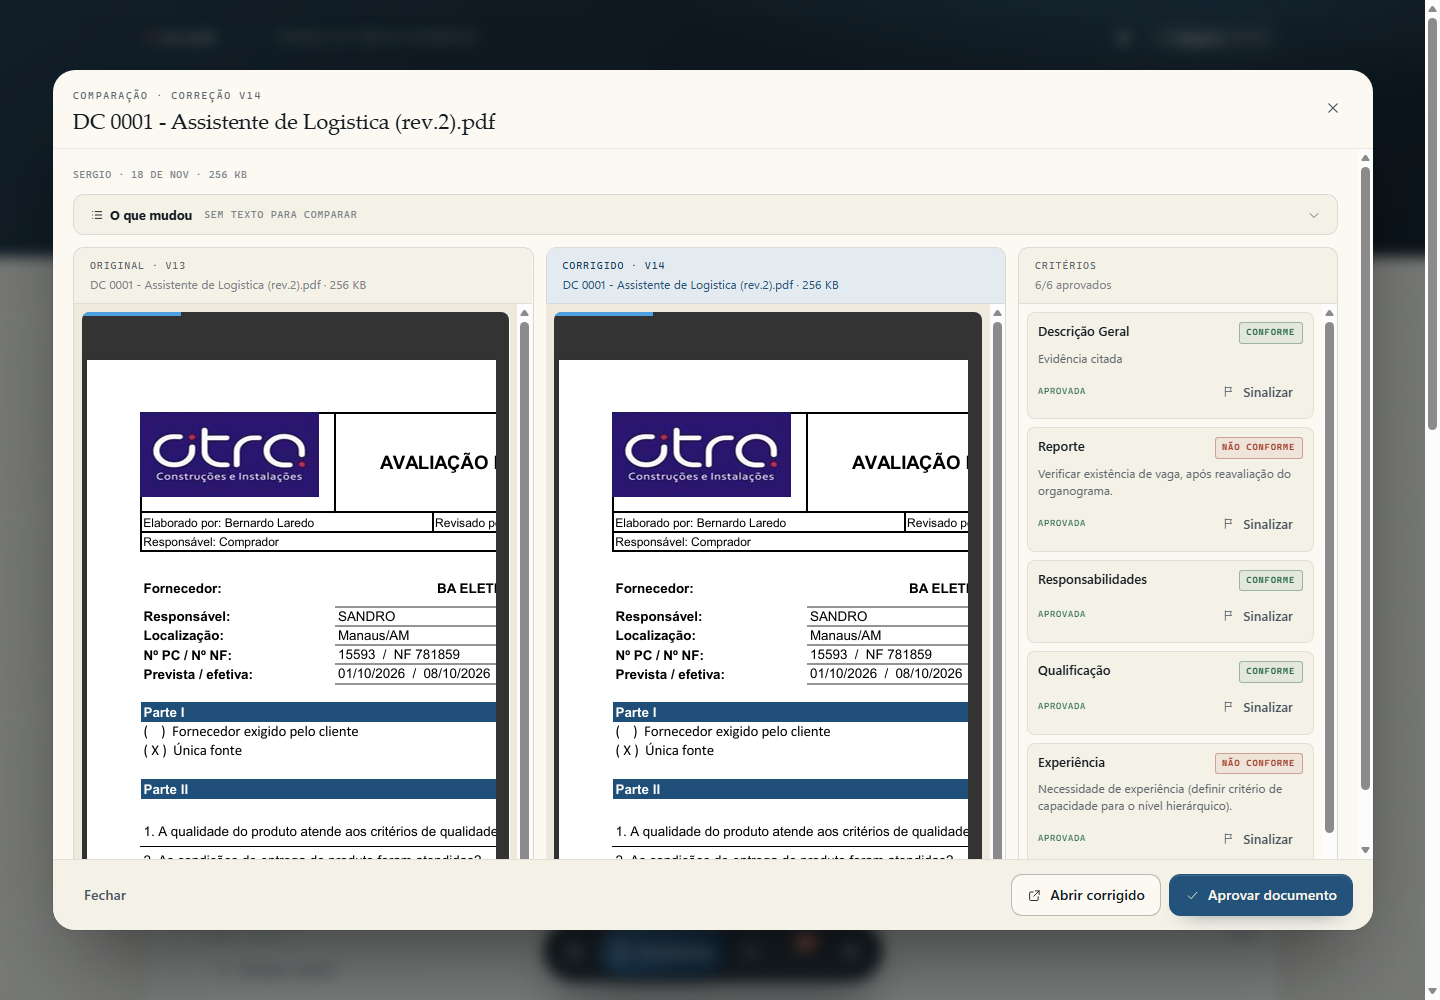 COMPARAÇÃO · CORREÇÃO V14
DC 0001 - Assistente de Logistica (rev.2).pdf
SERGIO · 18 DE NOV · 256 KB
O que mudou SEM TEXTO PARA COMPARAR
ORIGINAL · V13
DC 0001 - Assistente de Logistica (rev.2).pdf · 256 KB
citra
Construções e Instalações
AVALIAÇÃO
Elaborado por: Bernardo Laredo
Revisado
Responsável: Comprador
Fornecedor: BA
Responsável: SANDRO
Localização: Manaus/AM
Nº PC / Nº NF: 15593 / NF 781859
Prevista / efetiva: 01/10/2026 / 08/10/2026
Parte I
( ) Fornecedor exigido pelo cliente
( X ) Única fonte
Parte II
1. A qualidade do produto atende aos critérios de qualidade
CORRIGIDO · V14
DC 0001 - Assistente de Logistica (rev.2).pdf · 256 KB
citra
Construções e Instalações
AVALIAÇÃO
Elaborado por: Bernardo Laredo
Revisado
Responsável: Comprador
Fornecedor: BA
Responsável: SANDRO
Localização: Manaus/AM
Nº PC / Nº NF: 15593 / NF 781859
Prevista / efetiva: 01/10/2026 / 08/10/2026
Parte I
( ) Fornecedor exigido pelo cliente
( X ) Única fonte
Parte II
1. A qualidade do produto atende aos critérios de qualidade
CRITÉRIOS
6/6 aprovados
Descrição Geral CONFORME
Evidência citada
APROVADA Sinalizar
Reporte NÃO CONFORME
Verificar existência de vaga, após reavaliação do
organograma.
APROVADA Sinalizar
Responsabilidades CONFORME
APROVADA Sinalizar
Qualificação CONFORME
APROVADA Sinalizar
Experiência NÃO CONFORME
Necessidade de experiência (definir critério de
capacidade para o nível hierárquico).
APROVADA Sinalizar
Fechar
Abrir corrigido
Aprovar documento